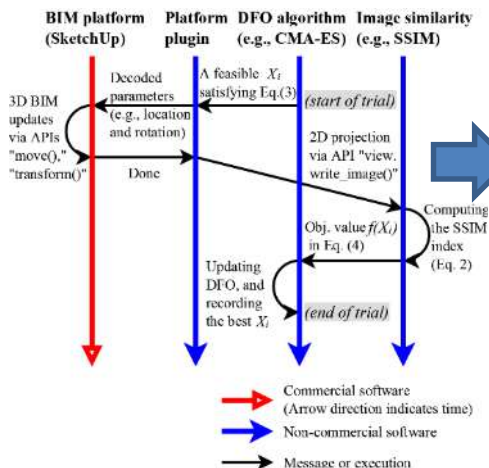 BIM platform
(SketchUp)
Platform
plugin
DFO algorithm
(e.g., CMA-ES)
Image similarity
(e.g., SSIM)
Decoded
parameters
(e.g., location
and rotation)
A feasible Xi
satisfying Eq.(3)
(start of trial)
3D BIM
updates
via APIs
"move(),"
"transform()"
Done
2D projection
via API "view.
write_image()"
Computing
the SSIM
index
(Eq. 2)
Obj. value f(Xi)
in Eq. (4)
Updating
DFO, and
recording
the best Xi
(end of trial)
Commercial software
(Arrow direction indicates time)
Non-commercial software
Message or execution